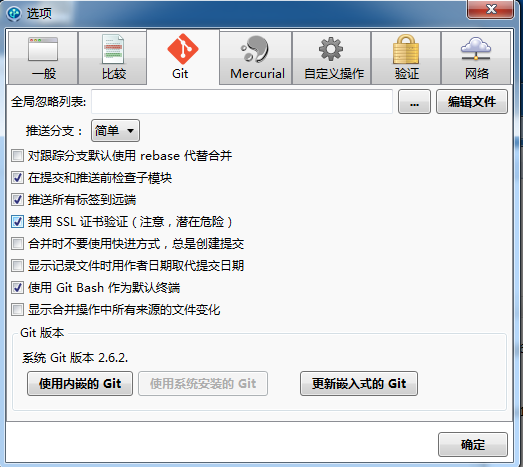 选项
一般 比较 Git Mercurial 自定义操作 验证 网络
全局忽略列表: ... 编辑文件
推送分支： 简单
对跟踪分支默认使用 rebase 代替合并
在提交和推送前检查子模块
推送所有标签到远端
禁用 SSL 证书验证（注意，潜在危险）
合并时不要使用快进方式，总是创建提交
显示记录文件时用作者日期取代提交日期
使用 Git Bash 作为默认终端
显示合并操作中所有来源的文件变化
Git 版本
系统 Git 版本 2.6.2.
使用内嵌的 Git 使用系统安装的 Git 更新嵌入式的 Git
确定